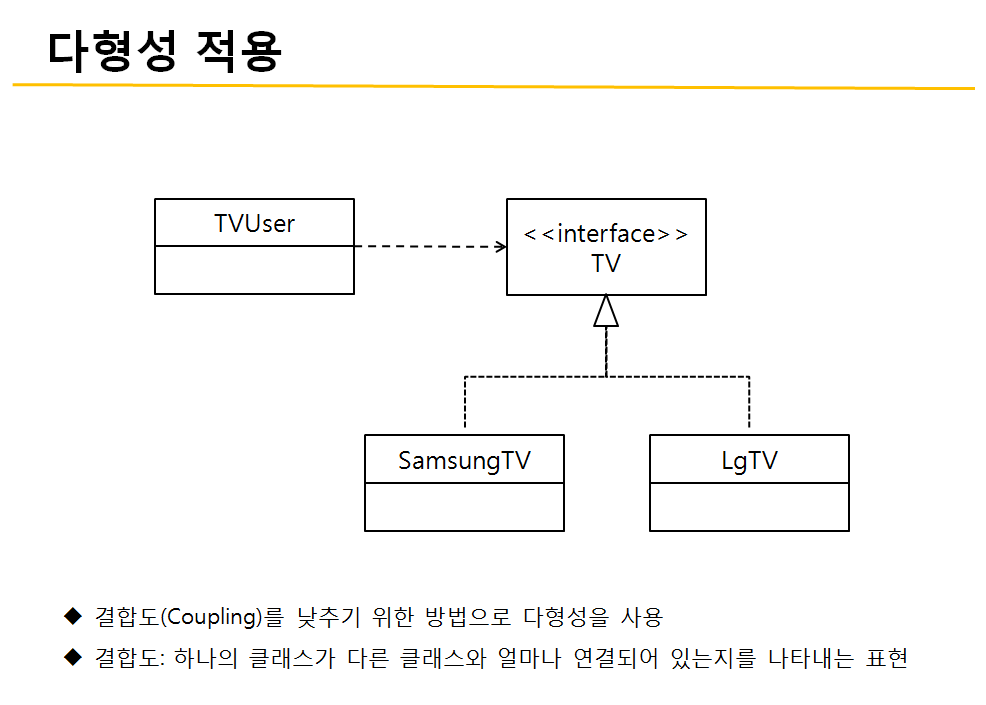 다형성 적용
TVUser
<<interface>>
TV
SamsungTV
LgTV
◆ 결합도(Coupling)를 낮추기 위한 방법으로 다형성을 사용
◆ 결합도: 하나의 클래스가 다른 클래스와 얼마나 연결되어 있는지를 나타내는 표현